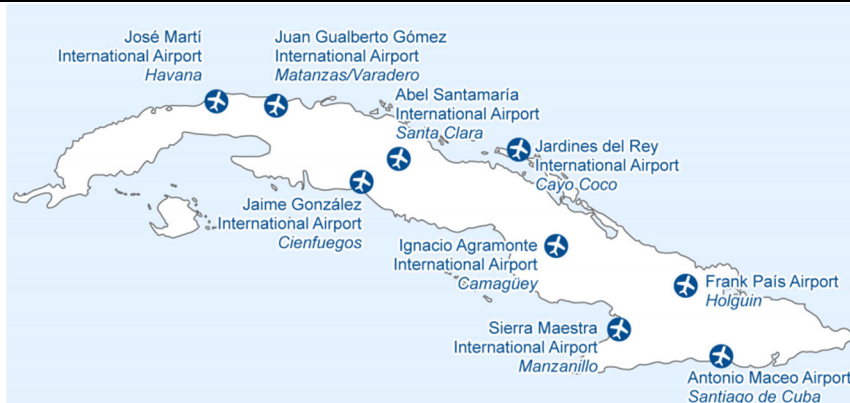 José Martí
International Airport
Havana
Juan Gualberto Gómez
International Airport
Matanzas/Varadero
Abel Santamaría
International Airport
Santa Clara
Jardines del Rey
International Airport
Cayo Coco
Jaime González
International Airport
Cienfuegos
Ignacio Agramonte
International Airport
Camagüey
Frank País Airport
Holguin
Sierra Maestra
International Airport
Manzanillo
Antonio Maceo Airport
Santiago de Cuba